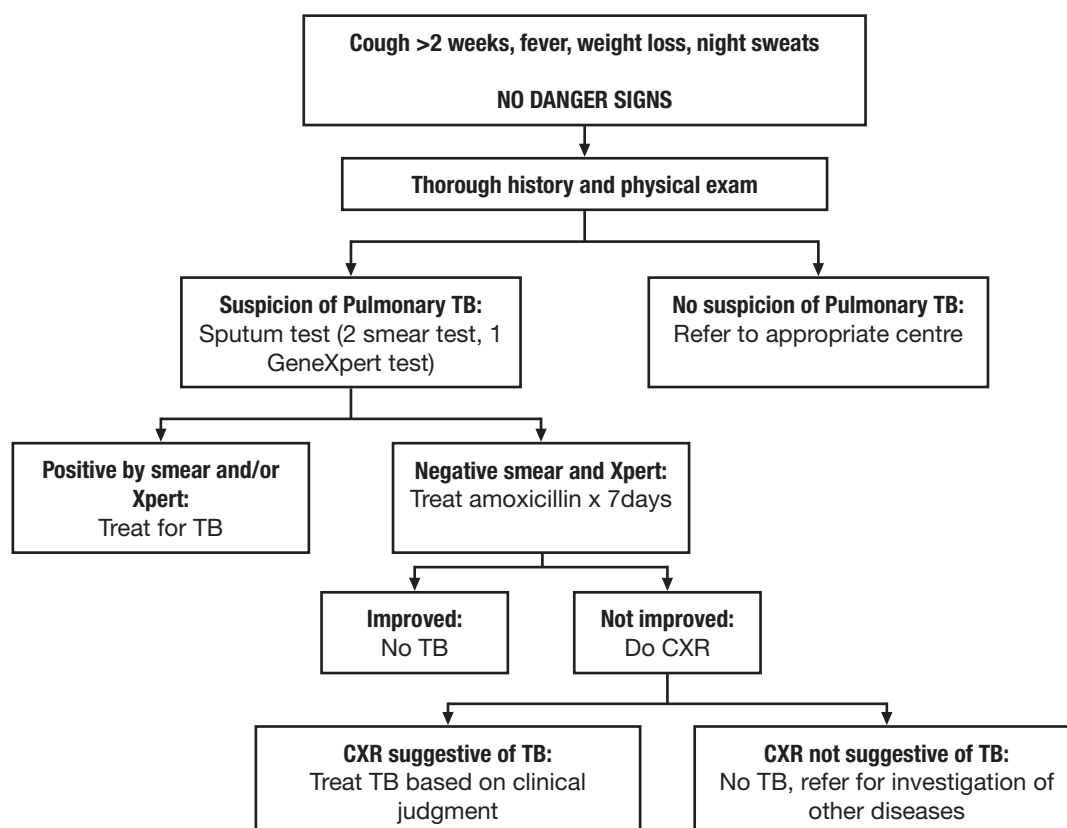 Cough >2 weeks, fever, weight loss, night sweats
NO DANGER SIGNS
Thorough history and physical exam
Suspicion of Pulmonary TB:
Sputum test (2 smear test, 1
GeneXpert test)
No suspicion of Pulmonary TB:
Refer to appropriate centre
Positive by smear and/or
Xpert:
Treat for TB
Negative smear and Xpert:
Treat amoxicillin x 7days
Improved:
No TB
Not improved:
Do CXR
CXR suggestive of TB:
Treat TB based on clinical
judgment
CXR not suggestive of TB:
No TB, refer for investigation of
other diseases